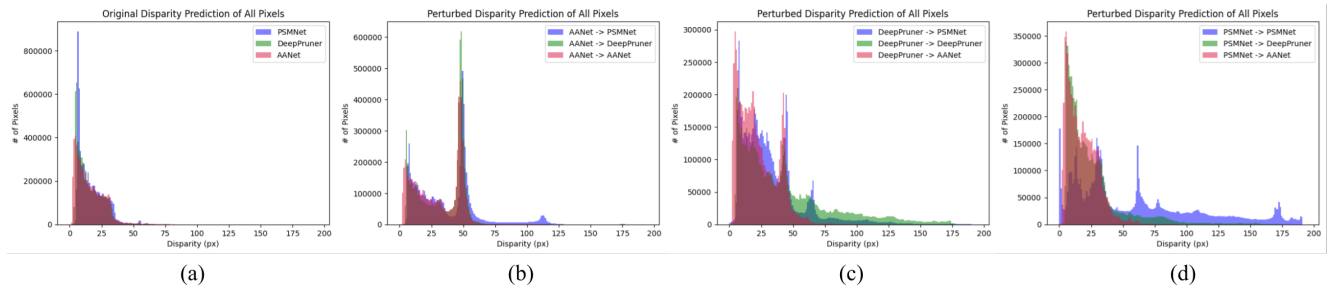 Original Disparity Prediction of All Pixels
PSMNet
DeepPruner
AANet
# of Pixels
800000
600000
400000
200000
0
0 25 50 75 100 125 150 175 200
Disparity (px)
(a)
Perturbed Disparity Prediction of All Pixels
AANet -> PSMNet
AANet -> DeepPruner
AANet -> AANet
# of Pixels
600000
500000
400000
300000
200000
100000
0
0 25 50 75 100 125 150 175 200
Disparity (px)
(b)
Perturbed Disparity Prediction of All Pixels
DeepPruner -> PSMNet
DeepPruner -> DeepPruner
DeepPruner -> AANet
# of Pixels
300000
250000
200000
150000
100000
50000
0
0 25 50 75 100 125 150 175 200
Disparity (px)
(c)
Perturbed Disparity Prediction of All Pixels
PSMNet -> PSMNet
PSMNet -> DeepPruner
PSMNet -> AANet
# of Pixels
350000
300000
250000
200000
150000
100000
50000
0
0 25 50 75 100 125 150 175 200
Disparity (px)
(d)